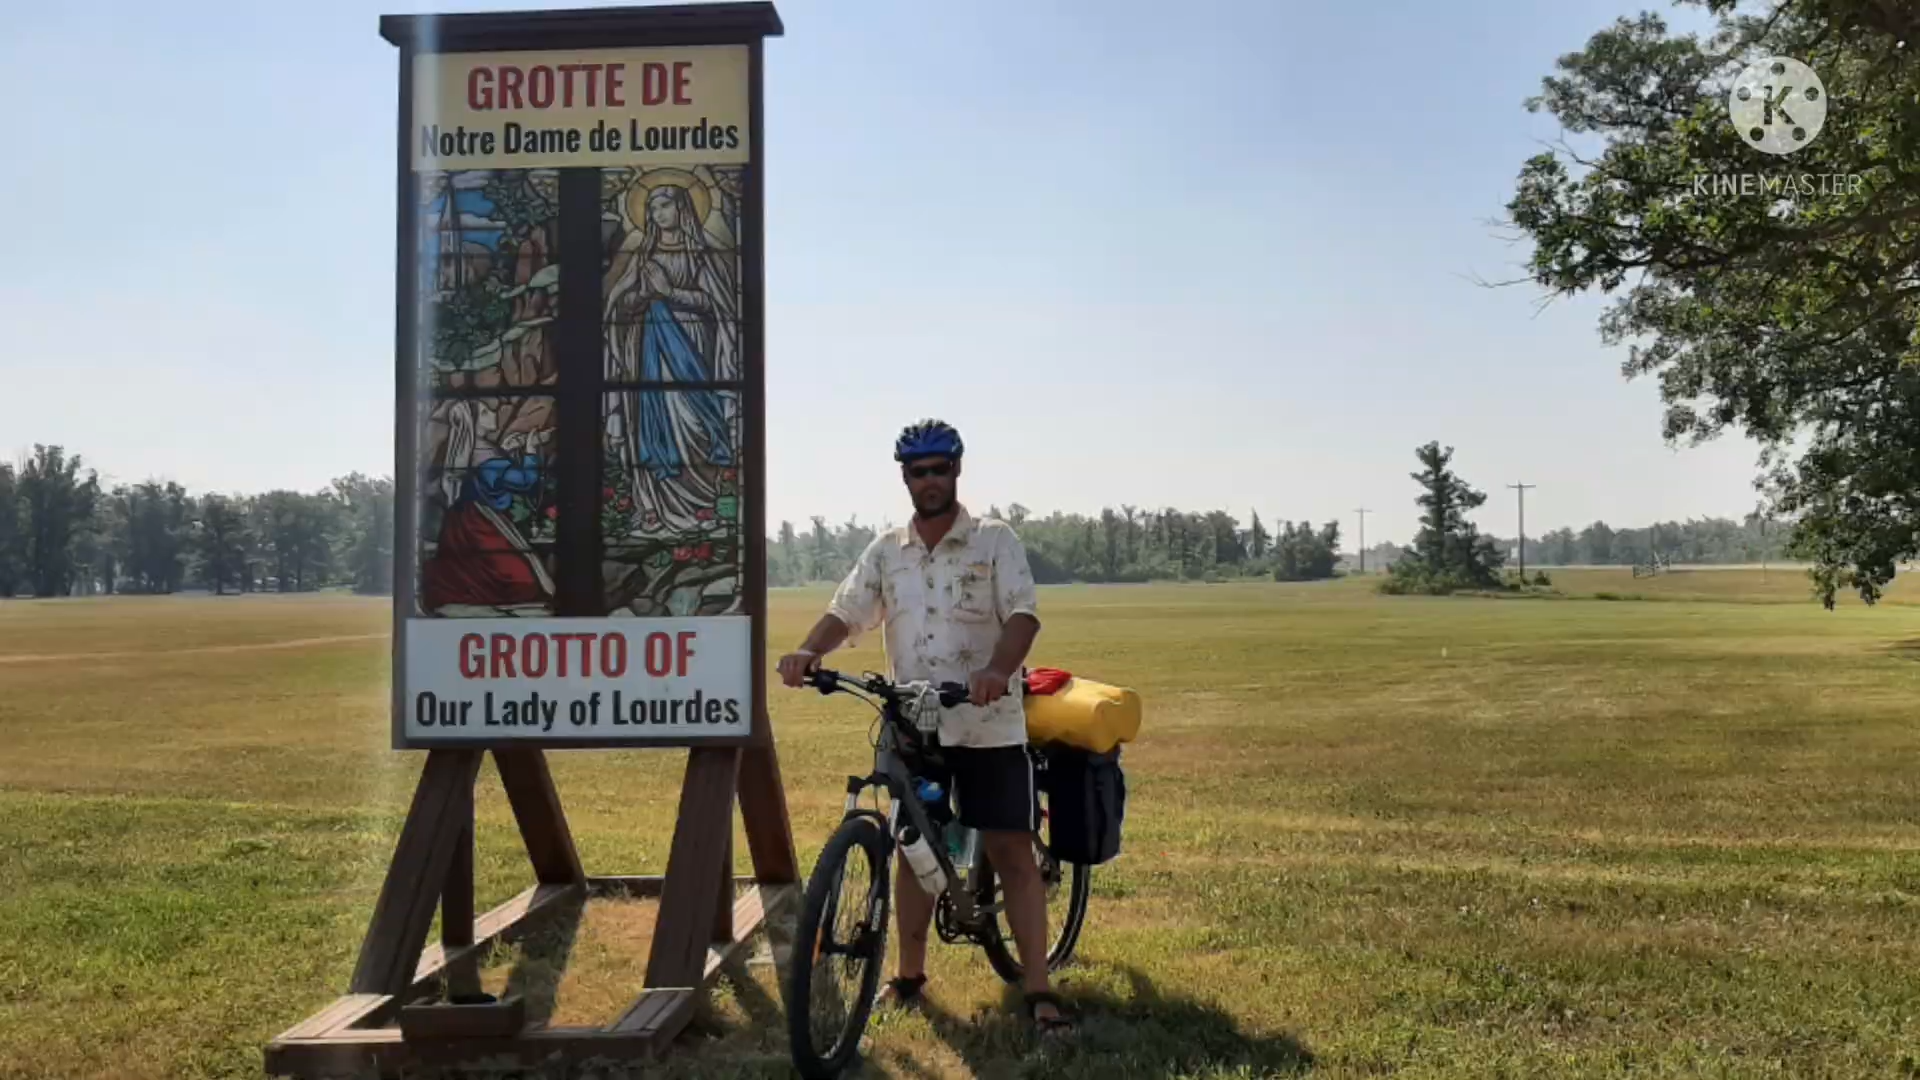 GROTTE DE
Notre Dame de Lourdes
GROTTO OF
Our Lady of Lourdes
K
KINEMASTER